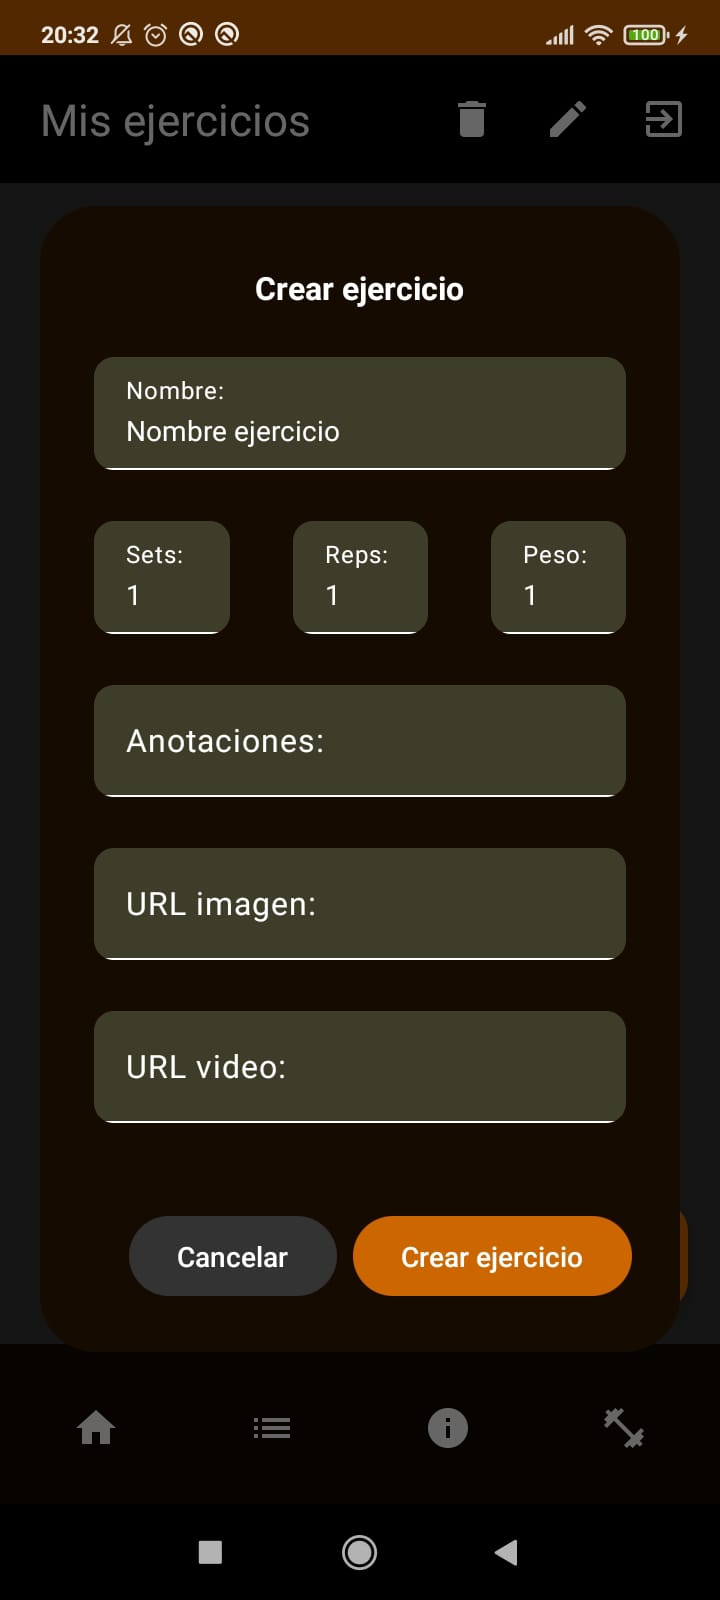 20:32
100
Mis ejercicios
Crear ejercicio
Nombre:
Nombre ejercicio
Sets: Reps: Peso:
1 1 1
Anotaciones:
URL imagen:
URL video:
Cancelar Crear ejercicio